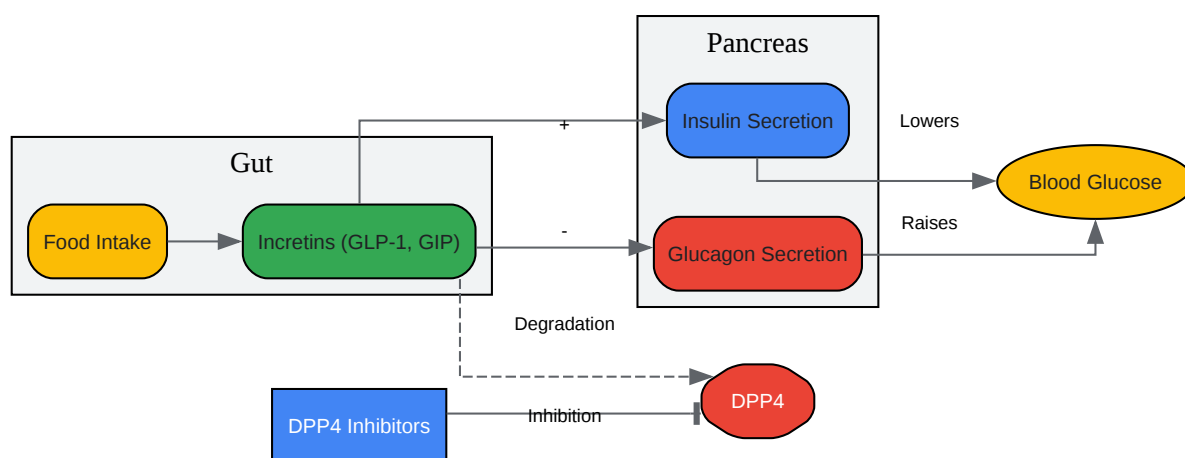 Pancreas
Insulin Secretion
Lowers
+
Gut
Blood Glucose
Food Intake
Incretins (GLP-1, GIP)
-
Glucagon Secretion
Raises
Degradation
DPP4
DPP4 Inhibitors
Inhibition